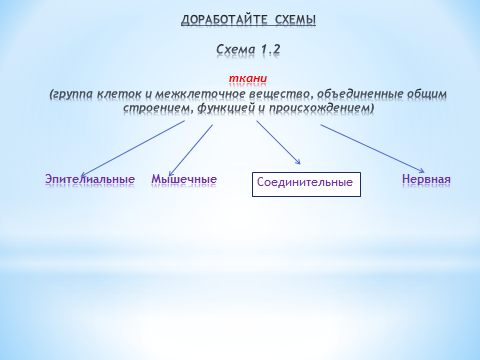 ДОРАБОТАЙТЕ СХЕМЫ
Схема 1.2
ткани
(группа клеток и межклеточное вещество, объединенные общим
строением, функцией и происхождением)
Эпителиальные Мышечные Соединительные Нервная